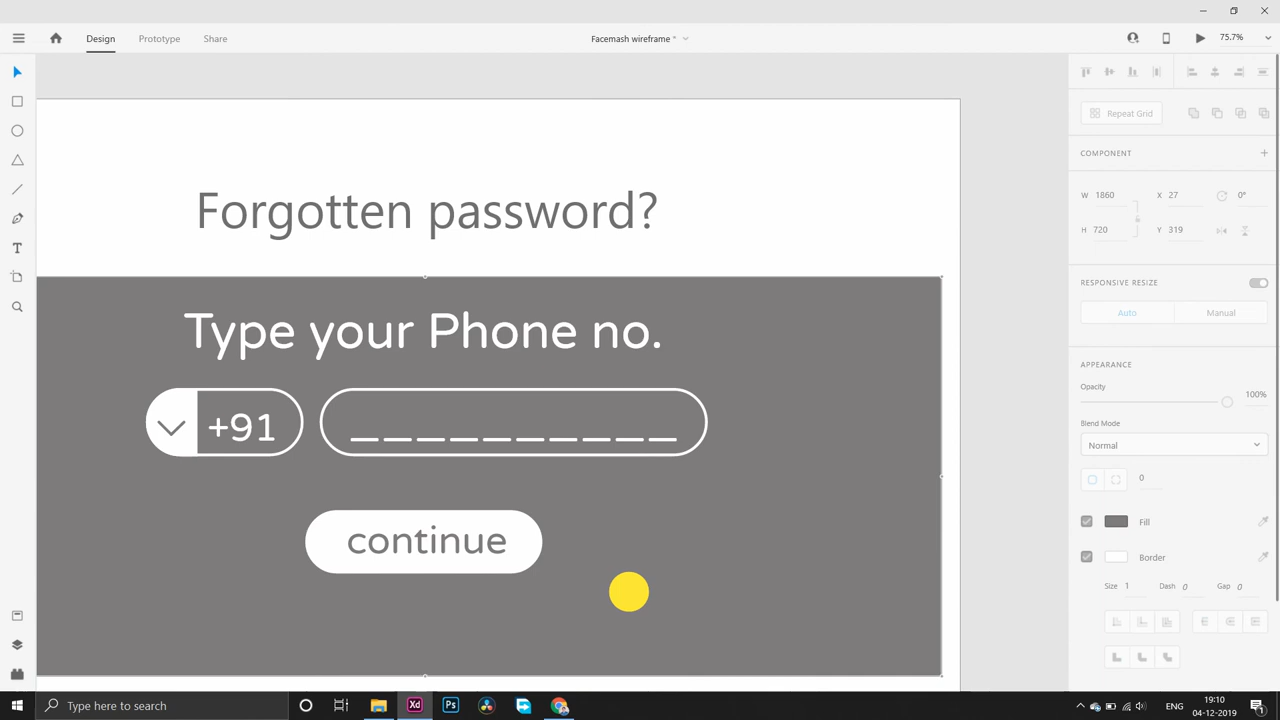 Design
Prototype
Share
Facemash wireframe *
75.7%
Repeat Grid
COMPONENT
W 1860
X 27
0°
H 720
Y 319
RESPONSIVE RESIZE
Auto
Manual
APPEARANCE
Opacity
100%
Blend Mode
Normal
0
Fill
Border
Size 1
Dash 0
Gap 0
Forgotten password?
Type your Phone no.
+91
continue
Type here to search
Xd
Ps
ENG
19:10
04-12-2019